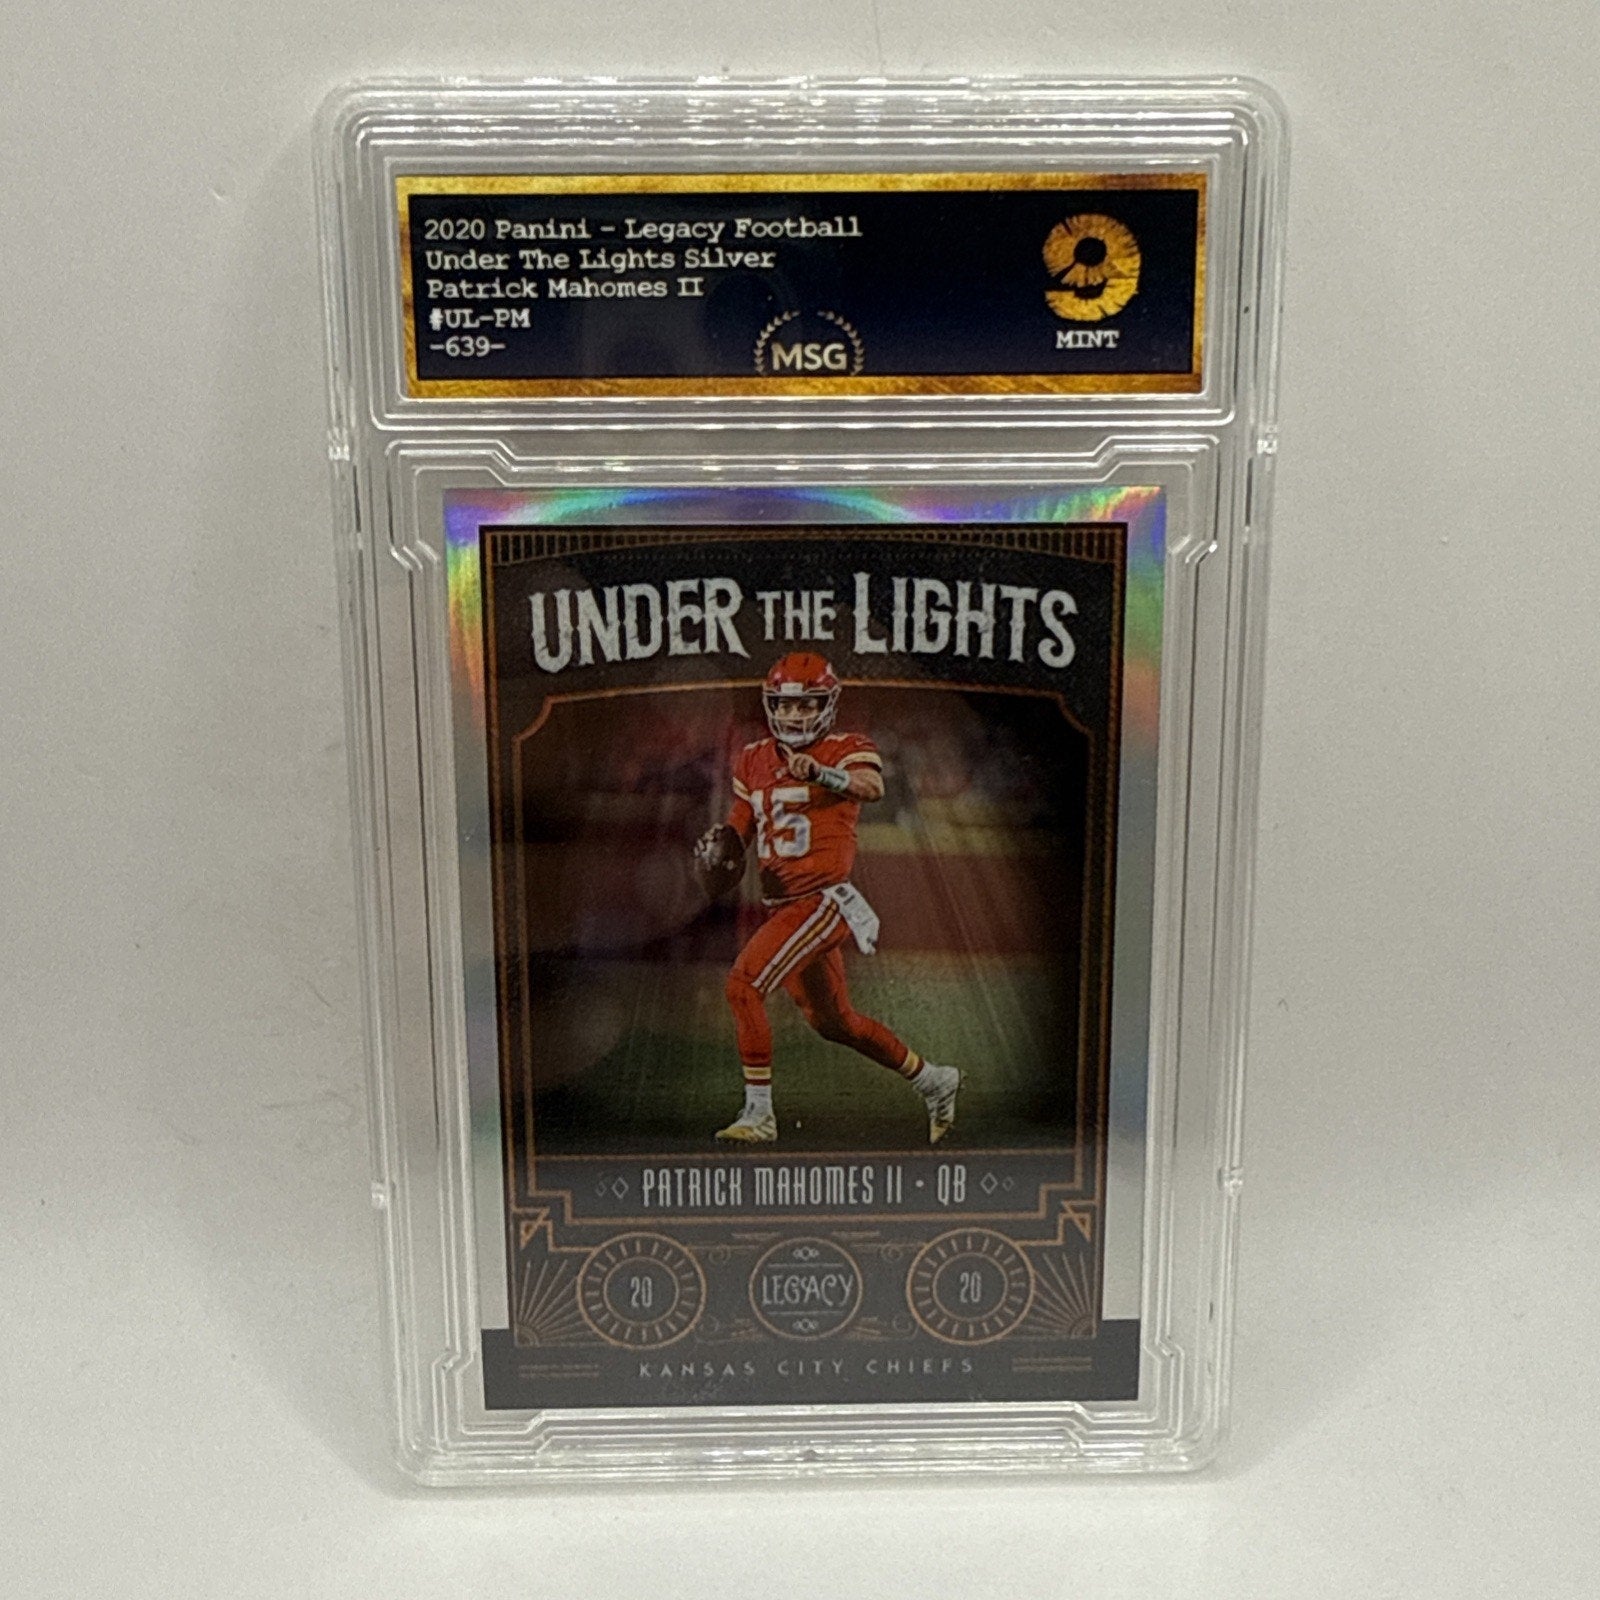 2020 Panini - Legacy Football
Under The Lights Silver
Patrick Mahomes II
#UL-PM
-639-
MSG
9
MINT
UNDER THE LIGHTS
15
PATRICK MAHOMES II • QB
20
LEGACY
20
KANSAS CITY CHIEFS